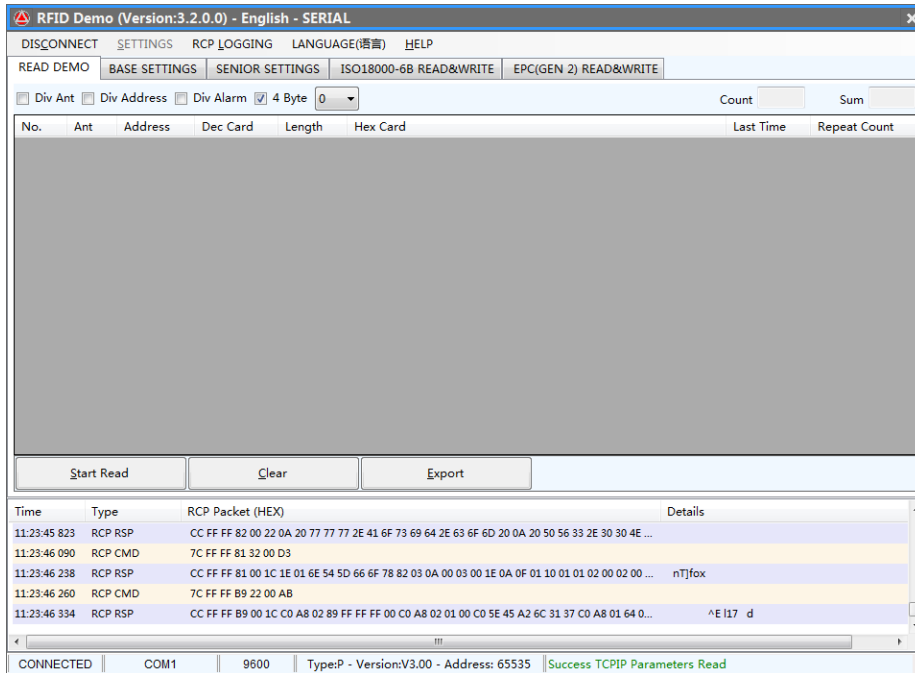 RFID Demo (Version:3.2.0.0) - English - SERIAL
DISCONNECT SETTINGS RCP LOGGING LANGUAGE(语言) HELP
READ DEMO BASE SETTINGS SENIOR SETTINGS ISO18000-6B READ&WRITE EPC(GEN 2) READ&WRITE
Div Ant Div Address Div Alarm 4 Byte 0 Count Sum
No. Ant Address Dec Card Length Hex Card Last Time Repeat Count
Start Read Clear Export
Time Type RCP Packet (HEX) Details
11:23:45 823 RCP RSP CC FF FF 82 00 22 0A 20 77 77 77 2E 41 6F 73 69 64 2E 63 6F 6D 20 0A 20 50 56 33 2E 30 30 4E ...
11:23:46 090 RCP CMD 7C FF FF 81 32 00 D3
11:23:46 238 RCP RSP CC FF FF 81 00 1C 1E 01 6E 54 5D 66 6F 78 82 03 0A 00 03 00 1E 0A 0F 01 10 01 01 02 00 02 00 ... nT]fox
11:23:46 260 RCP CMD 7C FF FF B9 22 00 AB
11:23:46 334 RCP RSP CC FF FF B9 00 1C C0 A8 02 89 FF FF FF 00 C0 A8 02 01 00 C0 5E 45 A2 6C 31 37 C0 A8 01 64 0... ^E l17 d
CONNECTED COM1 9600 Type:P - Version:V3.00 - Address: 65535 Success TCPIP Parameters Read